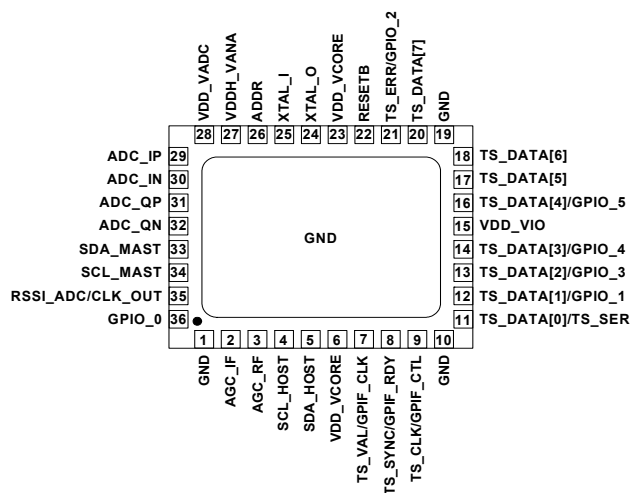 VDD_VADC
VDDH_VANA
ADDR
XTAL_I
XTAL_O
VDD_VCORE
RESETB
TS_ERR/GPIO_2
TS_DATA[7]
GND
28 27 26 25 24 23 22 21 20 19
ADC_IP 29
ADC_IN 30
ADC_QP 31
ADC_QN 32
SDA_MAST 33
SCL_MAST 34
RSSI_ADC/CLK_OUT 35
GPIO_0 36
GND
18 TS_DATA[6]
17 TS_DATA[5]
16 TS_DATA[4]/GPIO_5
15 VDD_VIO
14 TS_DATA[3]/GPIO_4
13 TS_DATA[2]/GPIO_3
12 TS_DATA[1]/GPIO_1
11 TS_DATA[0]/TS_SER
1 2 3 4 5 6 7 8 9 10
GND
AGC_IF
AGC_RF
SCL_HOST
SDA_HOST
VDD_VCORE
TS_VAL/GPIF_CLK
TS_SYNC/GPIF_RDY
TS_CLK/GPIF_CTL
GND